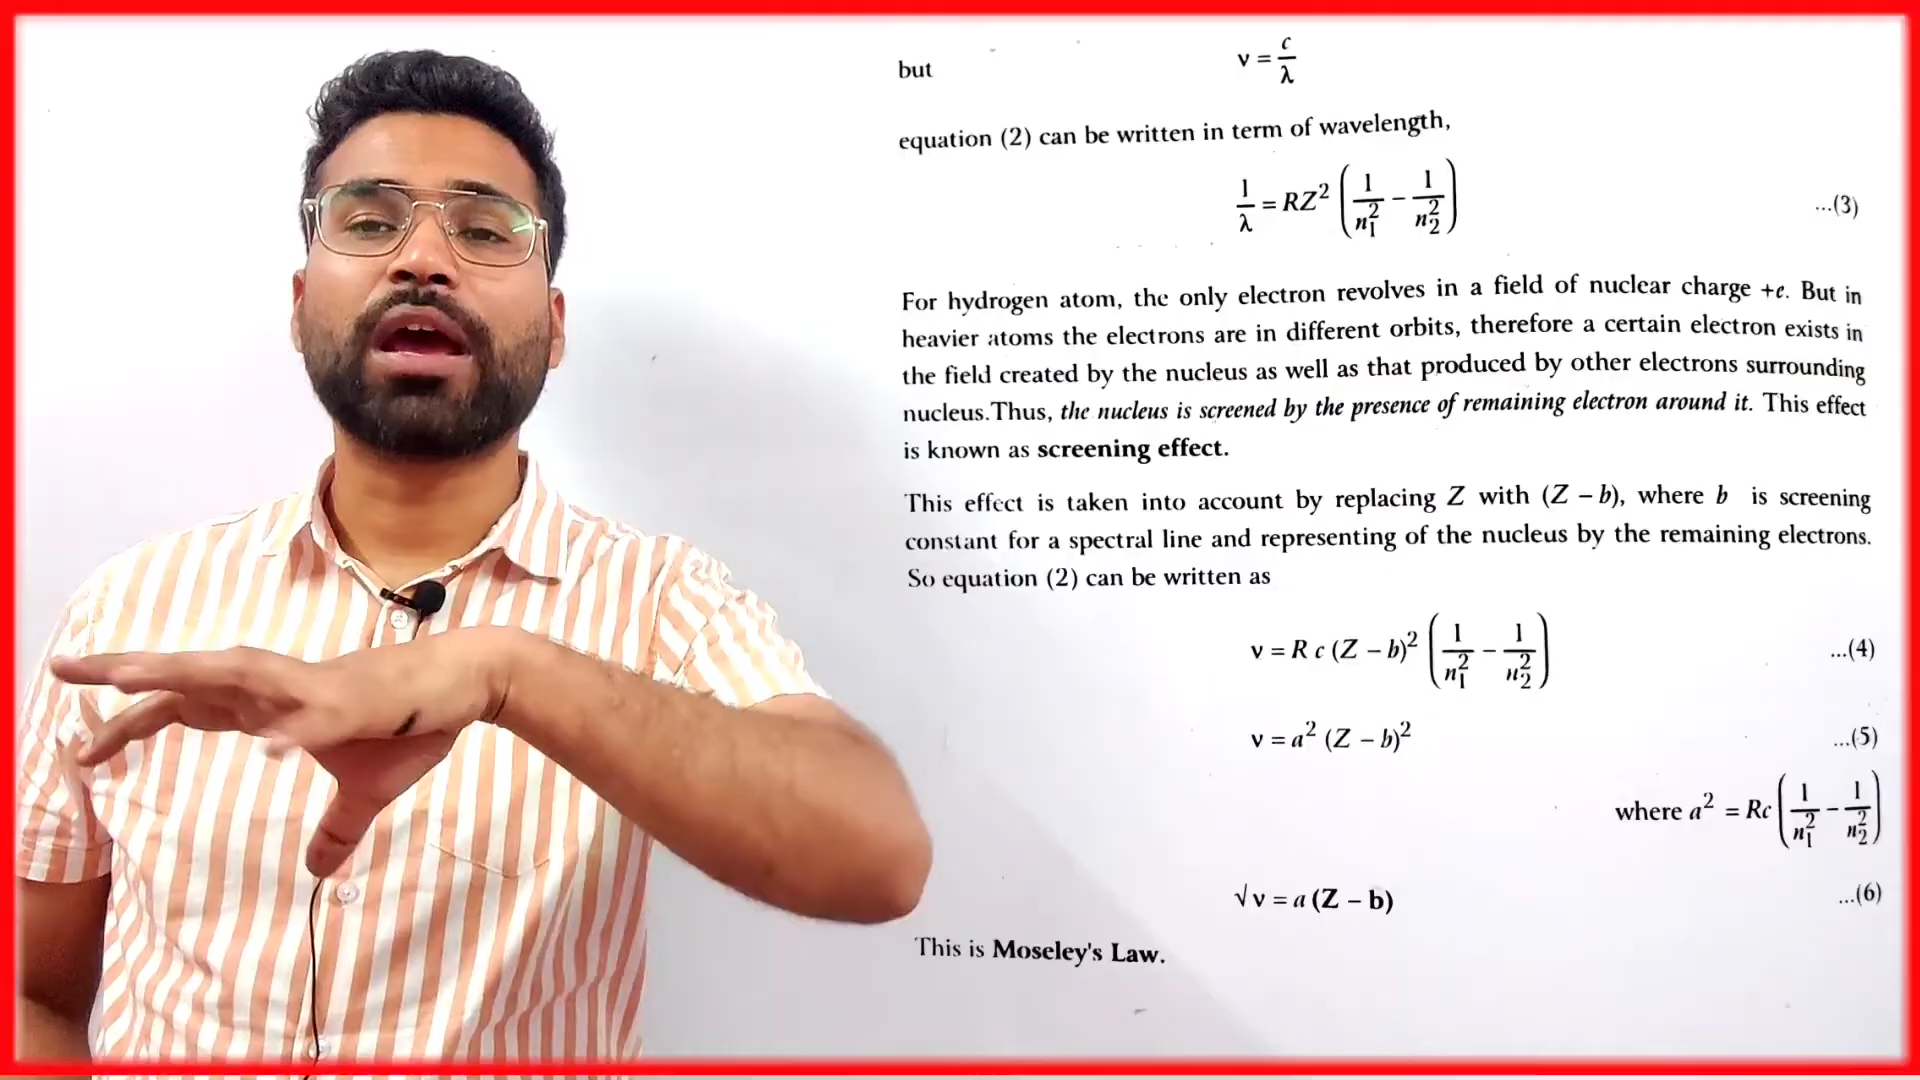 but ν = c/λ
equation (2) can be written in term of wavelength,
1/λ = RZ² (1/n₁² − 1/n₂²) ...(3)
For hydrogen atom, the only electron revolves in a field of nuclear charge +e. But in
heavier atoms the electrons are in different orbits, therefore a certain electron exists in
the field created by the nucleus as well as that produced by other electrons surrounding
nucleus.Thus, the nucleus is screened by the presence of remaining electron around it. This effect
is known as screening effect.
This effect is taken into account by replacing Z with (Z – b), where b is screening
constant for a spectral line and representing of the nucleus by the remaining electrons.
So equation (2) can be written as
ν = R c (Z – b)² (1/n₁² − 1/n₂²) ...(4)
ν = a² (Z – b)² ...(5)
where a² = Rc (1/n₁² − 1/n₂²)
√ν = a (Z – b) ...(6)
This is Moseley's Law.